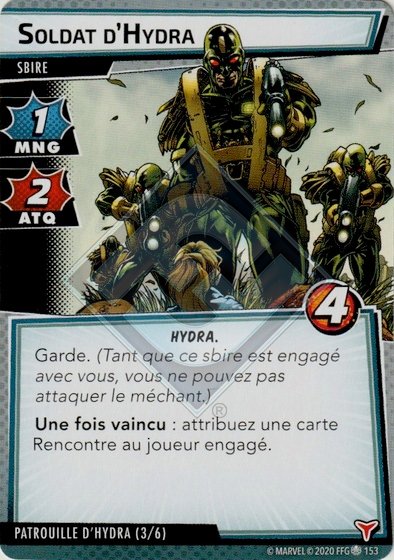 SOLDAT D'HYDRA
SBIRE
1
MNG
2
ATQ
4
HYDRA.
Garde. (Tant que ce sbire est engagé
avec vous, vous ne pouvez pas
attaquer le méchant.)
Une fois vaincu : attribuez une carte
Rencontre au joueur engagé.
®
PATROUILLE D'HYDRA (3/6)
© MARVEL © 2020 FFG 153